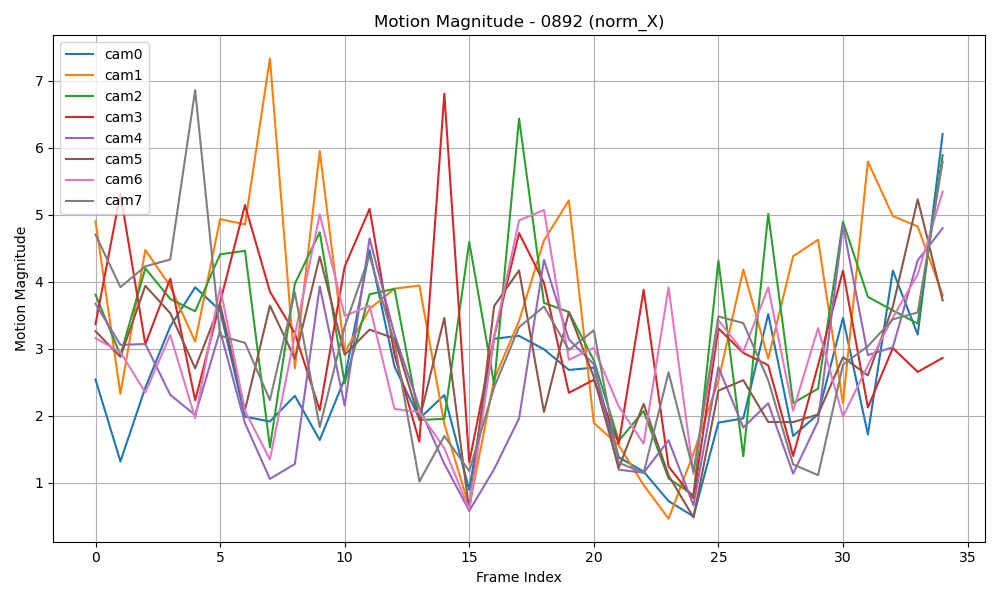 Motion Magnitude - 0892 (norm_X)
cam0
cam1
cam2
cam3
cam4
cam5
cam6
cam7
Motion Magnitude
7
6
5
4
3
2
1
0 5 10 15 20 25 30 35
Frame Index